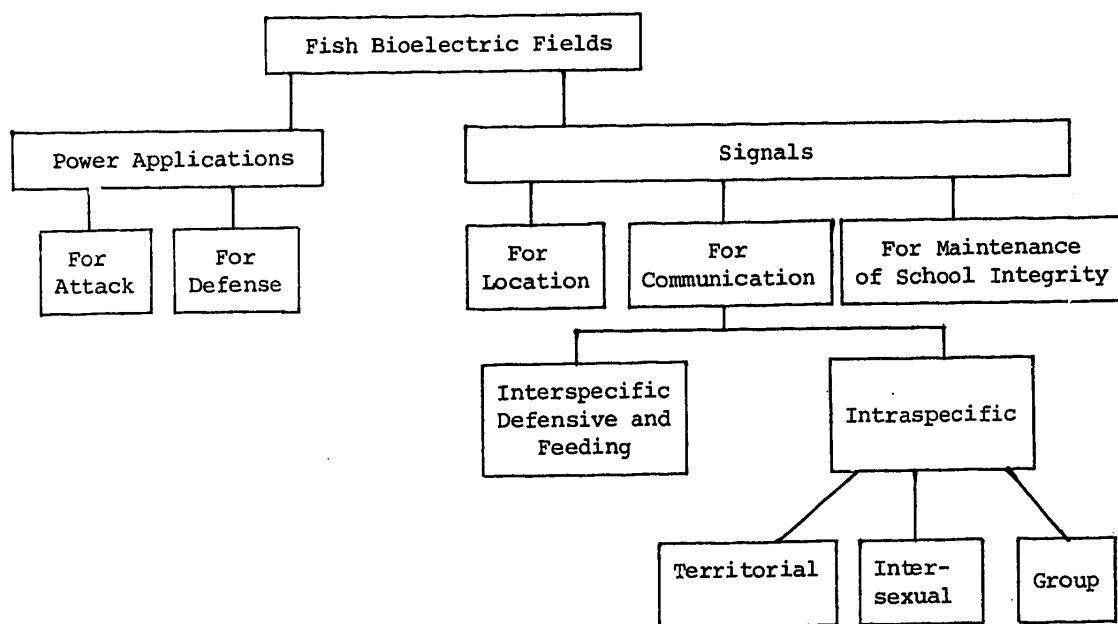 Fish Bioelectric Fields
Power Applications
Signals
For
Attack
For
Defense
For
Location
For
Communication
For Maintenance
of School Integrity
Interspecific
Defensive and
Feeding
Intraspecific
Territorial
Inter-
sexual
Group